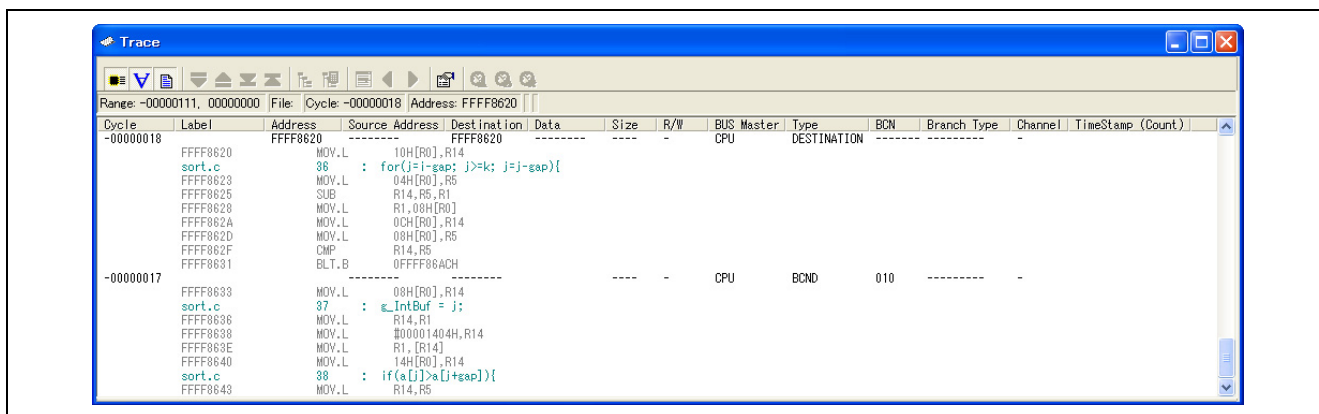 Trace
Range: -00000111, 00000000 File: Cycle: -00000018 Address: FFFF8620
Cycle Label Address Source Address Destination Data Size R/W BUS Master Type BCN Branch Type Channel TimeStamp (Count)
-00000018 FFFF8620 -------- FFFF8620 -------- ---- - CPU DESTINATION ------- --------- -
FFFF8620 MOV.L 10H[R0],R14
sort.c 36 : for(j=i-gap; j>=k; j=j-gap){
FFFF8623 MOV.L 04H[R0],R5
FFFF8625 SUB R14,R5,R1
FFFF8628 MOV.L R1,08H[R0]
FFFF862A MOV.L 0CH[R0],R14
FFFF862D MOV.L 08H[R0],R5
FFFF862F CMP R14,R5
FFFF8631 BLT.B 0FFFF86ACH
-00000017 -------- -------- ---- - CPU BCND 010 --------- -
FFFF8633 MOV.L 08H[R0],R14
sort.c 37 : g_IntBuf = j;
FFFF8636 MOV.L R14,R1
FFFF8638 MOV.L #00001404H,R14
FFFF863E MOV.L R1,[R14]
FFFF8640 MOV.L 14H[R0],R14
sort.c 38 : if(a[j]>a[j+gap]){
FFFF8643 MOV.L R14,R5